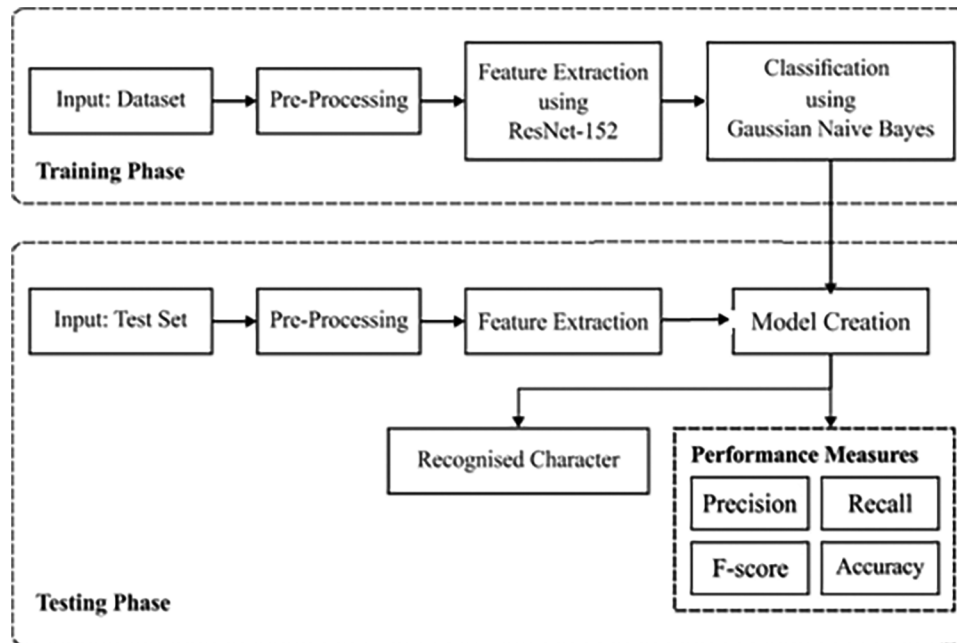 Input: Dataset
Pre-Processing
Feature Extraction
using
ResNet-152
Classification
using
Gaussian Naive Bayes
Training Phase
Input: Test Set
Pre-Processing
Feature Extraction
Model Creation
Recognised Character
Performance Measures
Precision
Recall
F-score
Accuracy
Testing Phase